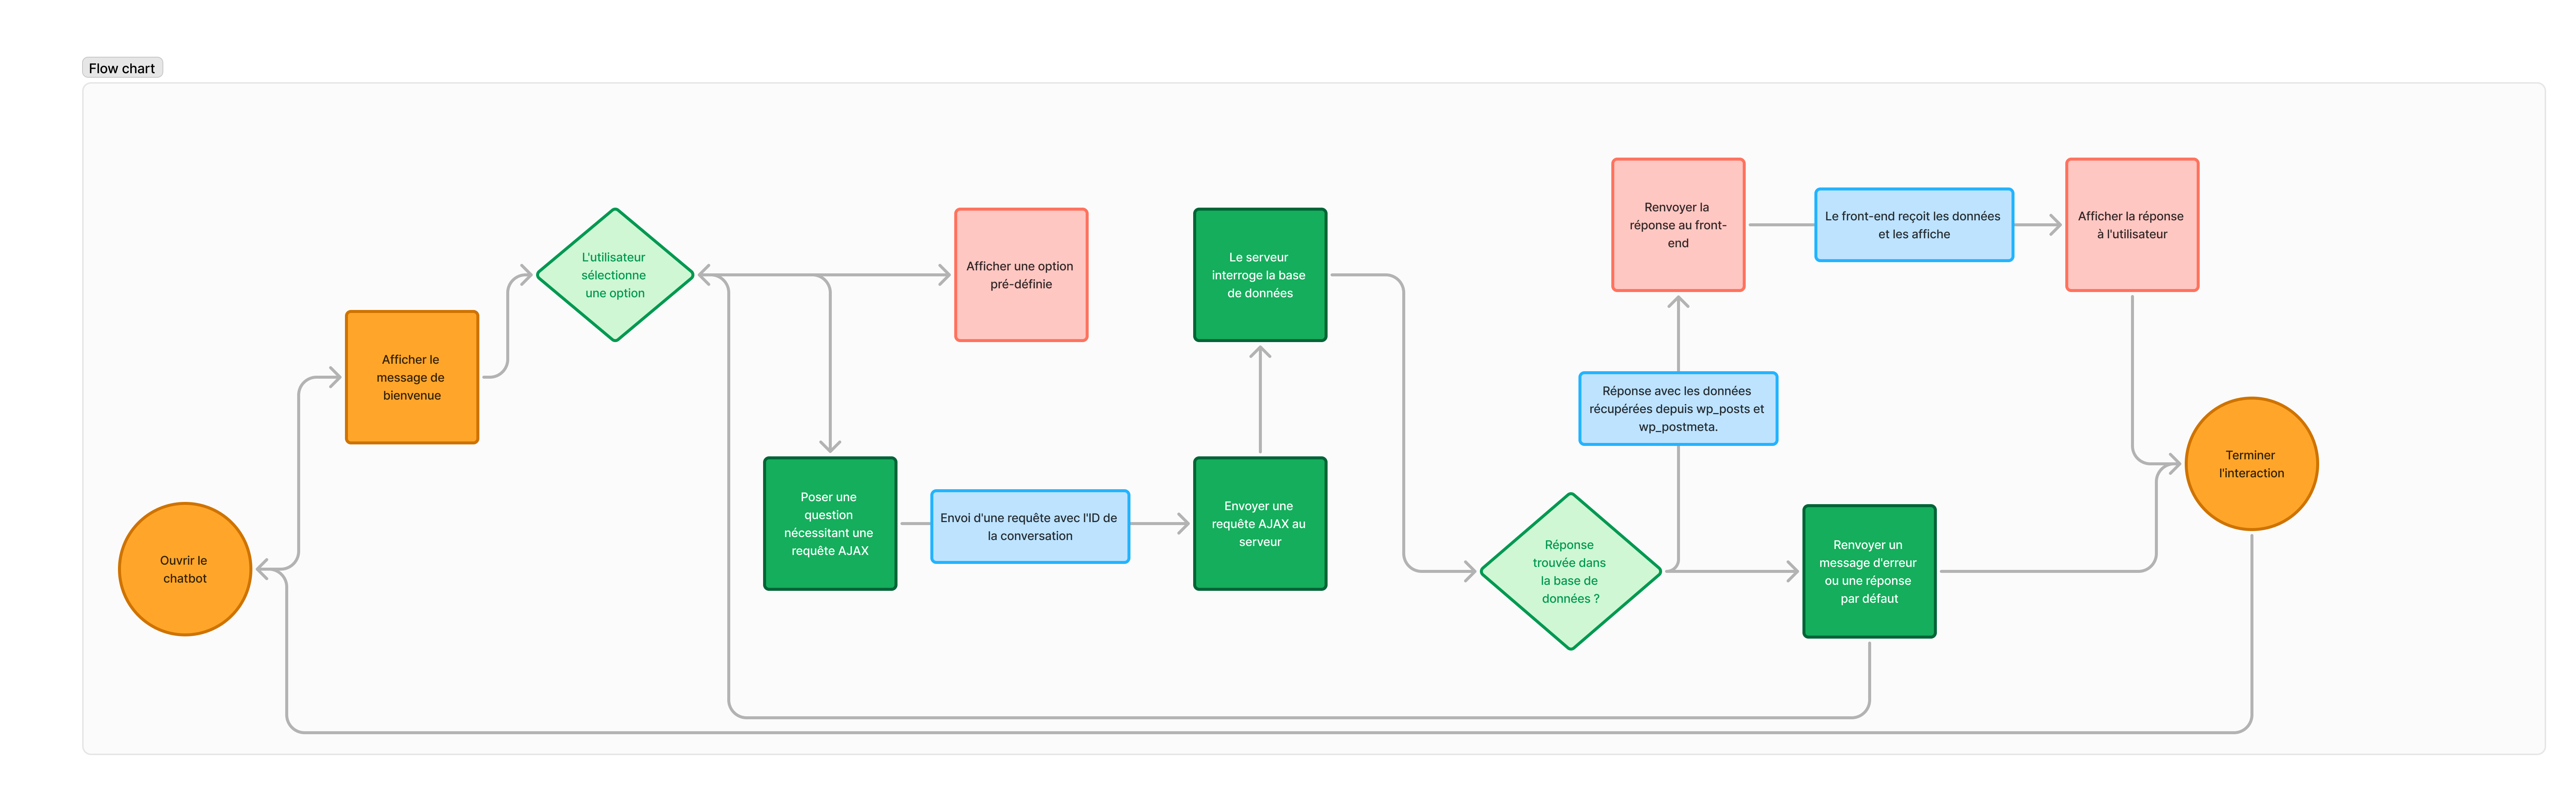 Flow chart
Ouvrir le
chatbot
Afficher le
message de
bienvenue
L'utilisateur
sélectionne
une option
Afficher une option
pré-définie
Poser une
question
nécessitant une
requête AJAX
Envoi d'une requête avec l'ID de
la conversation
Envoyer une
requête AJAX au
serveur
Le serveur
interroge la base
de données
Réponse
trouvée dans
la base de
données ?
Réponse avec les données
récupérées depuis wp_posts et
wp_postmeta.
Renvoyer la
réponse au front-
end
Le front-end reçoit les données
et les affiche
Afficher la réponse
à l'utilisateur
Renvoyer un
message d'erreur
ou une réponse
par défaut
Terminer
l'interaction